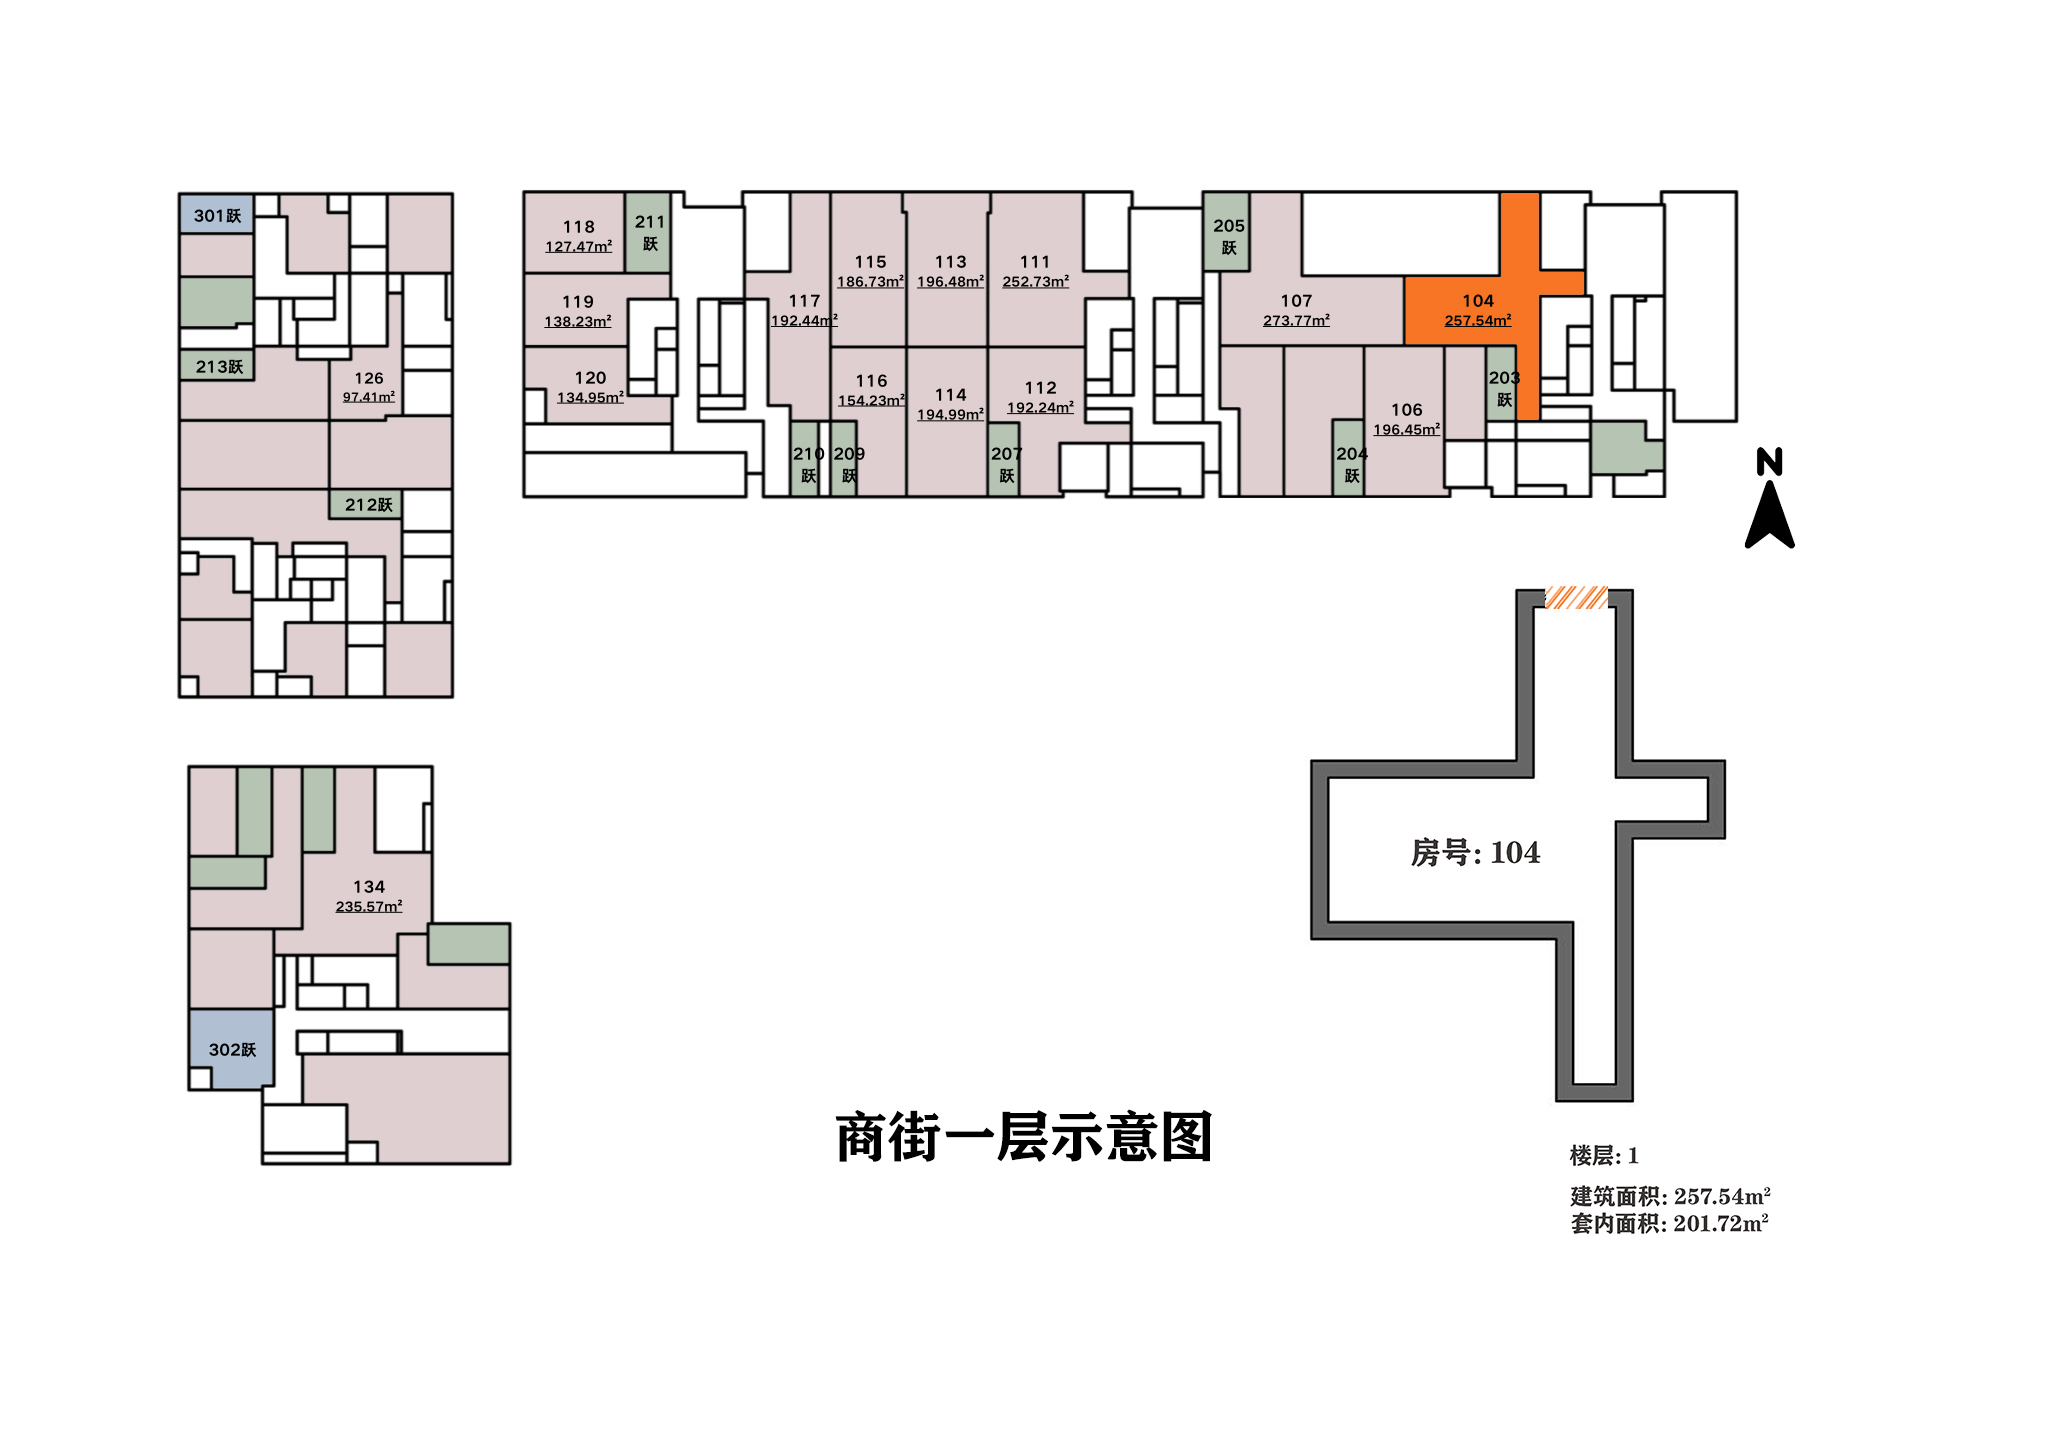 301跃
213跃
126
97.41m²
212跃
118
127.47m²
211
跃
119
138.23m²
120
134.95m²
117
192.44m²
115
186.73m²
113
196.48m²
111
252.73m²
116
154.23m²
114
194.99m²
112
192.24m²
210
跃
209
跃
207
跃
205
跃
107
273.77m²
104
257.54m²
203
跃
106
196.45m²
204
跃
N
134
235.57m²
302跃
房号: 104
商街一层示意图
楼层: 1
建筑面积: 257.54m²
套内面积: 201.72m²